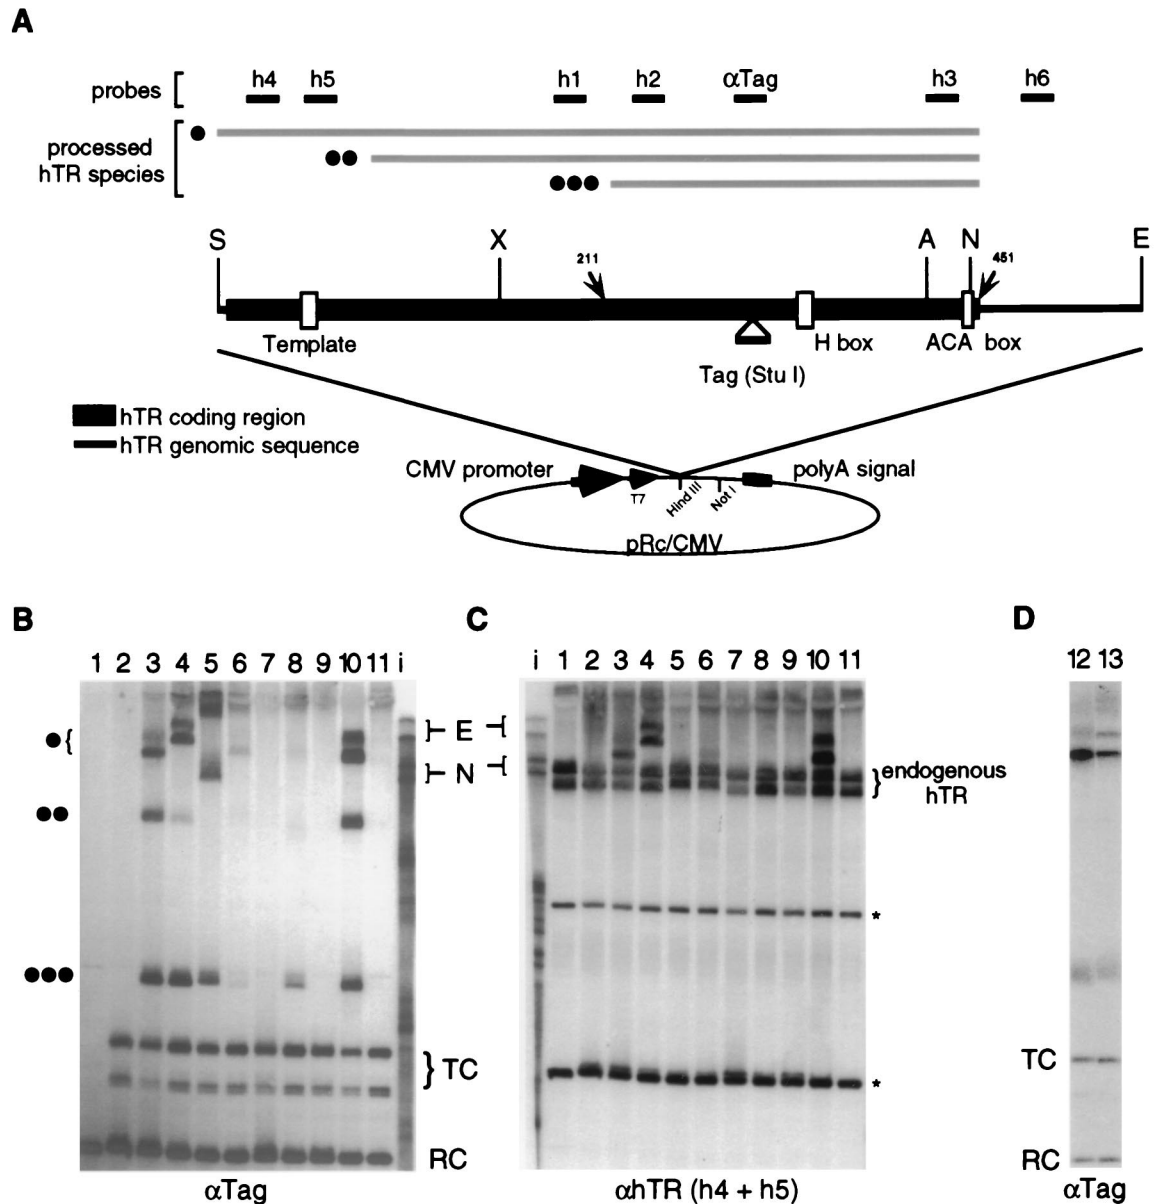 A
probes
h4 h5 h1 h2 αTag h3 h6
processed
hTR species
S X 211 A N 451 E
Template
H box
ACA box
Tag (Stu I)
hTR coding region
hTR genomic sequence
CMV promoter
polyA signal
T7
Hind III
Not I
pRc/CMV
B
1 2 3 4 5 6 7 8 9 10 11 i
E
N
TC
RC
αTag
C
i 1 2 3 4 5 6 7 8 9 10 11
endogenous
hTR
*
*
αhTR (h4 + h5)
D
12 13
TC
RC
αTag